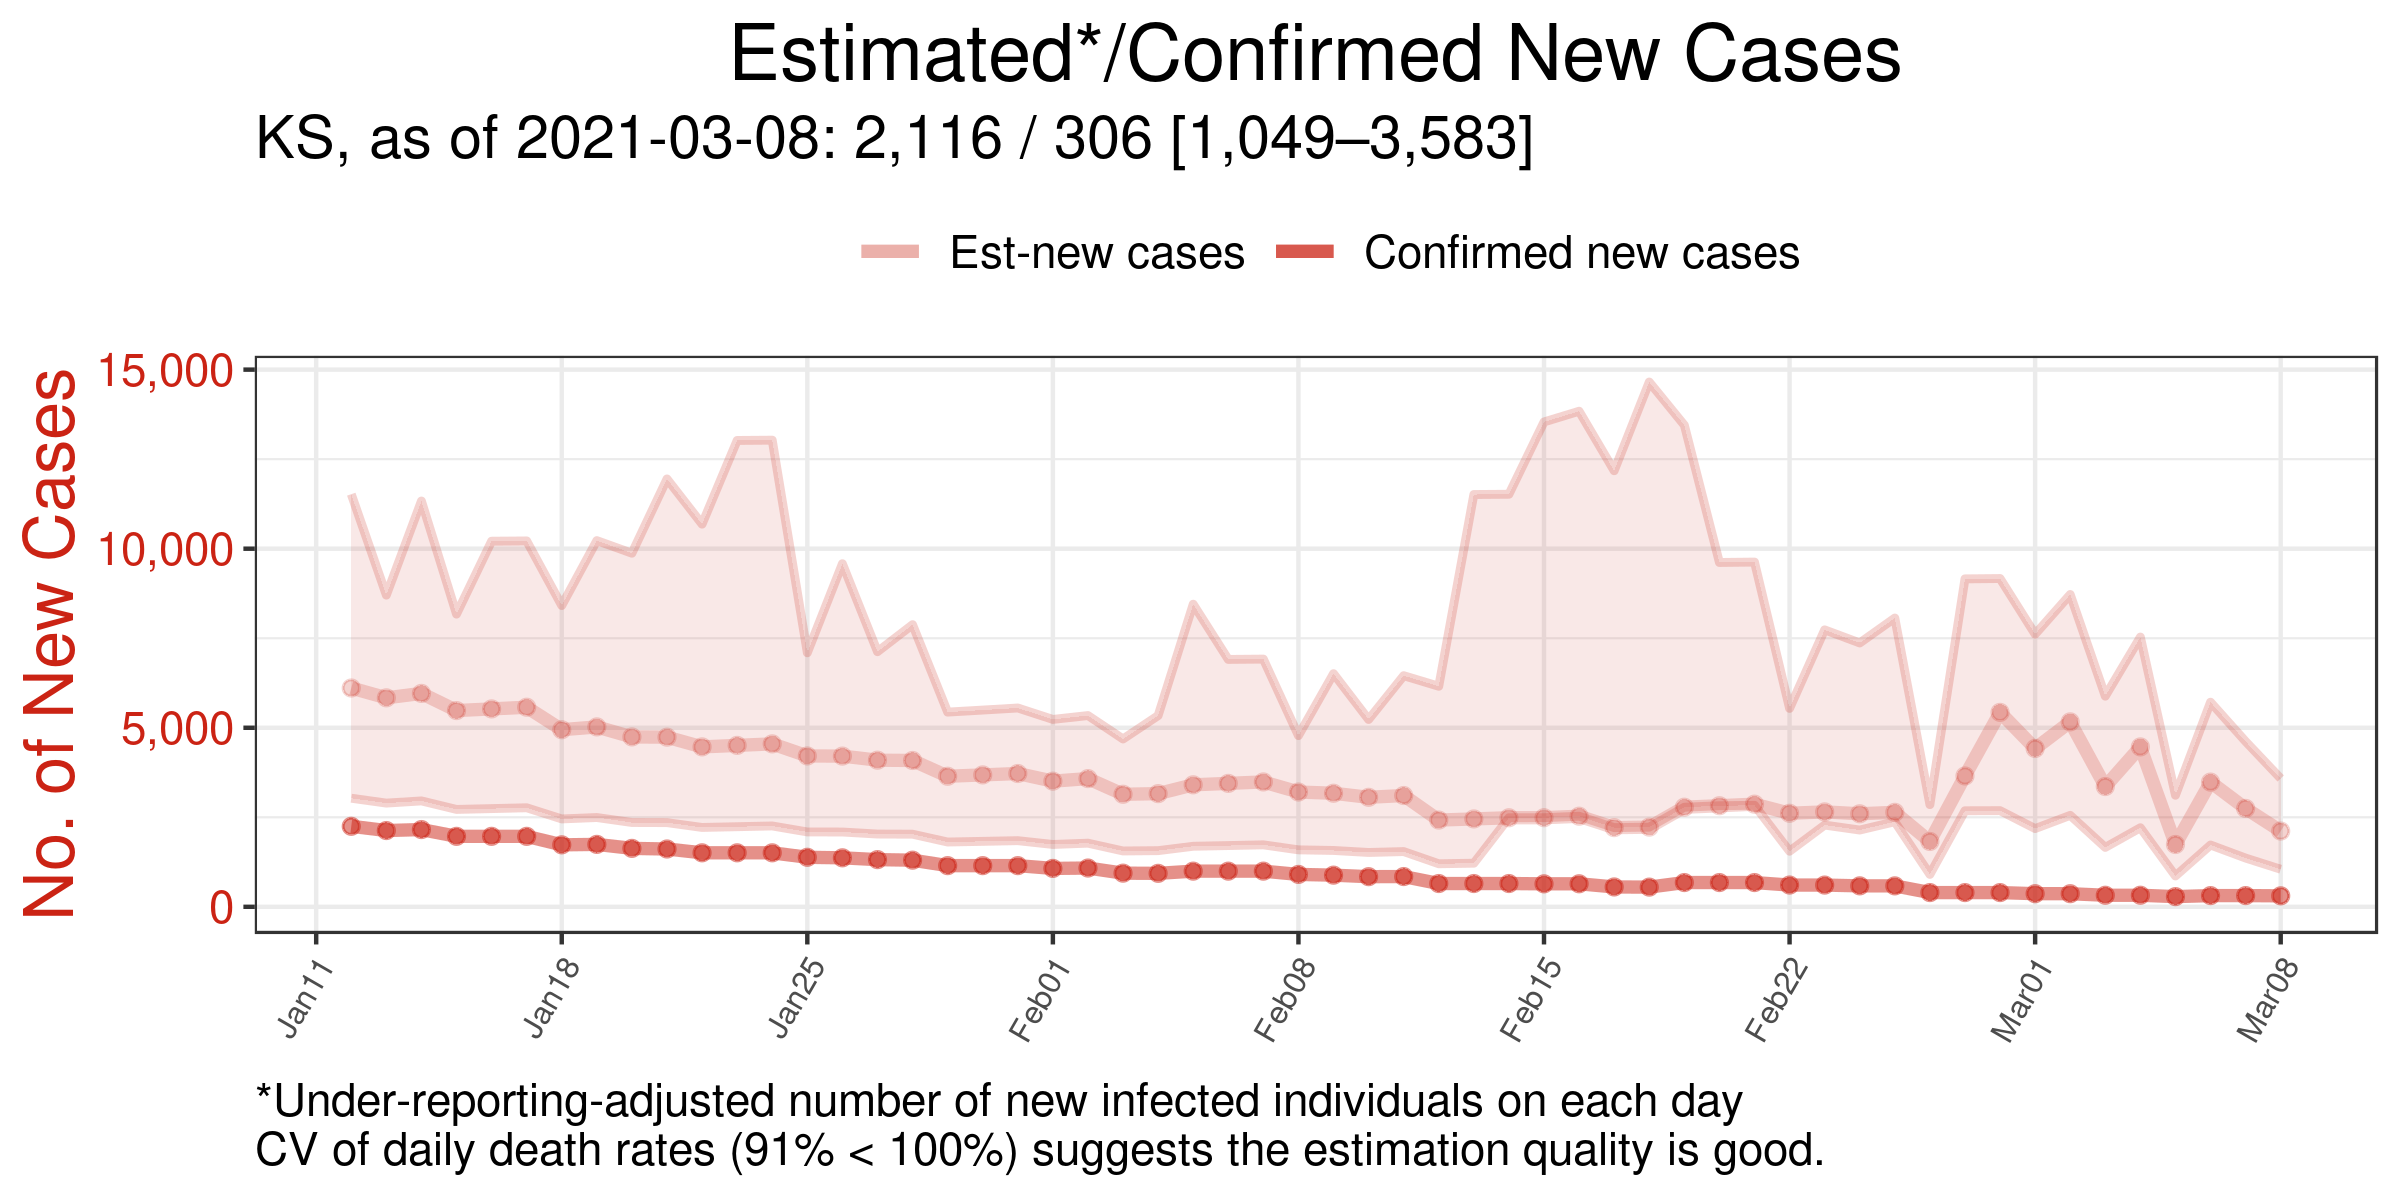 Estimated*/Confirmed New Cases
KS, as of 2021-03-08: 2,116 / 306 [1,049–3,583]
Est-new cases
Confirmed new cases
No. of New Cases
15,000
10,000
5,000
0
Jan11
Jan18
Jan25
Feb01
Feb08
Feb15
Feb22
Mar01
Mar08
*Under-reporting-adjusted number of new infected individuals on each day
CV of daily death rates (91% < 100%) suggests the estimation quality is good.